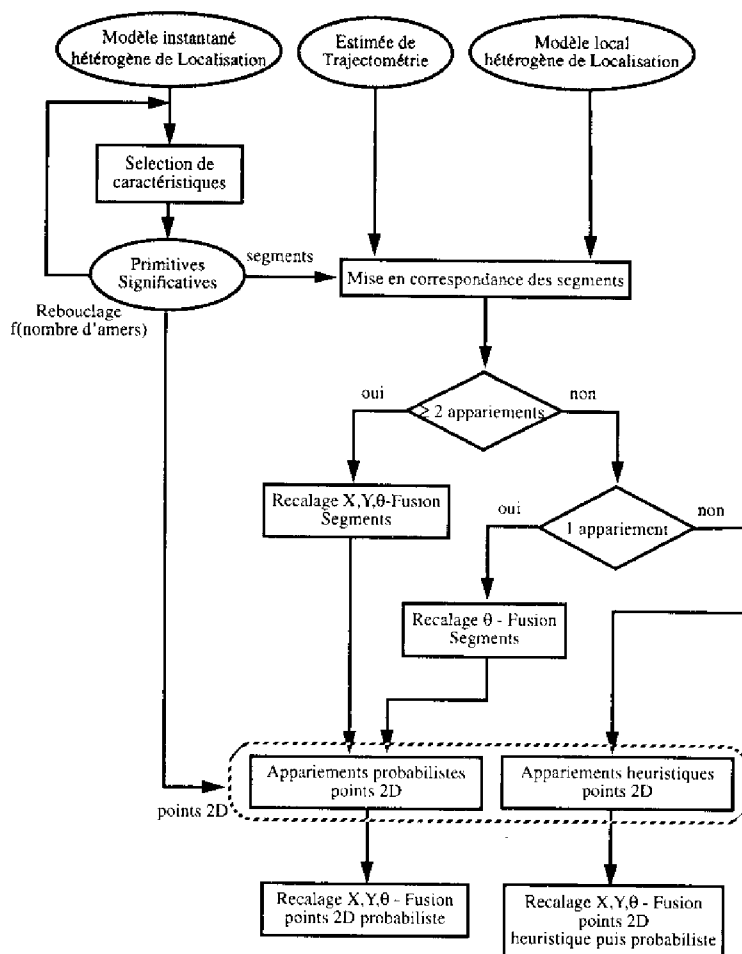 Modèle instantané
hétérogène de Localisation
Estimée de
Trajectométrie
Modèle local
hétérogène de Localisation
Selection de
caractéristiques
Primitives
Significatives
segments
Mise en correspondance des segments
Rebouclage
f(nombre d'amers)
oui
≥ 2 appariements
non
Recalage X,Y,θ-Fusion
Segments
oui
1 appariement
non
Recalage θ - Fusion
Segments
Appariements probabilistes
points 2D
Appariements heuristiques
points 2D
points 2D
Recalage X,Y,θ - Fusion
points 2D probabiliste
Recalage X,Y,θ - Fusion
points 2D
heuristique puis probabiliste